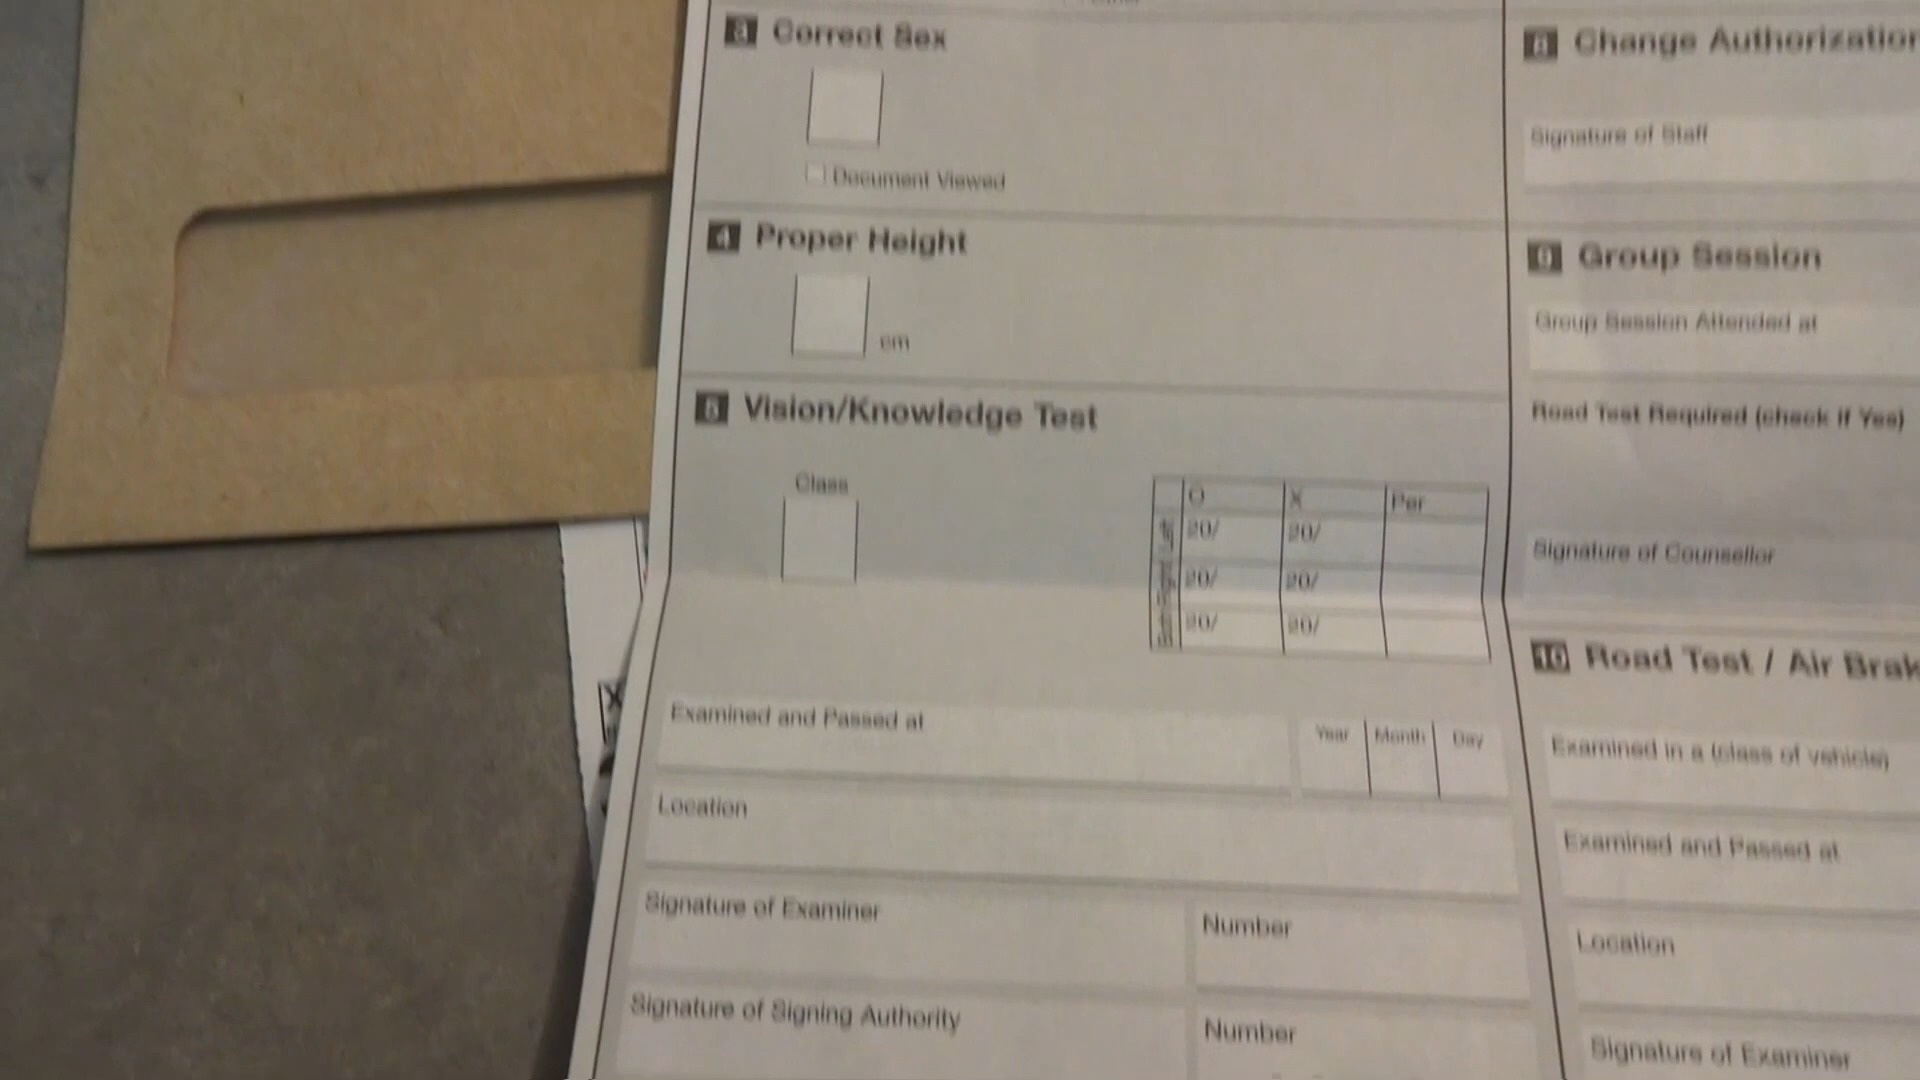 3 Correct Sex
Document Viewed
4 Proper Height
cm
5 Vision/Knowledge Test
Class
O X Per
Left 20/ 20/
Right 20/ 20/
Both 20/ 20/
Examined and Passed at
Year Month Day
Location
Signature of Examiner
Number
Signature of Signing Authority
Number
8 Change Authorization
Signature of Staff
9 Group Session
Group Session Attended at
Road Test Required (check if Yes)
Signature of Counsellor
10 Road Test / Air Brak
Examined in a (class of vehicle)
Examined and Passed at
Location
Signature of Examiner
X